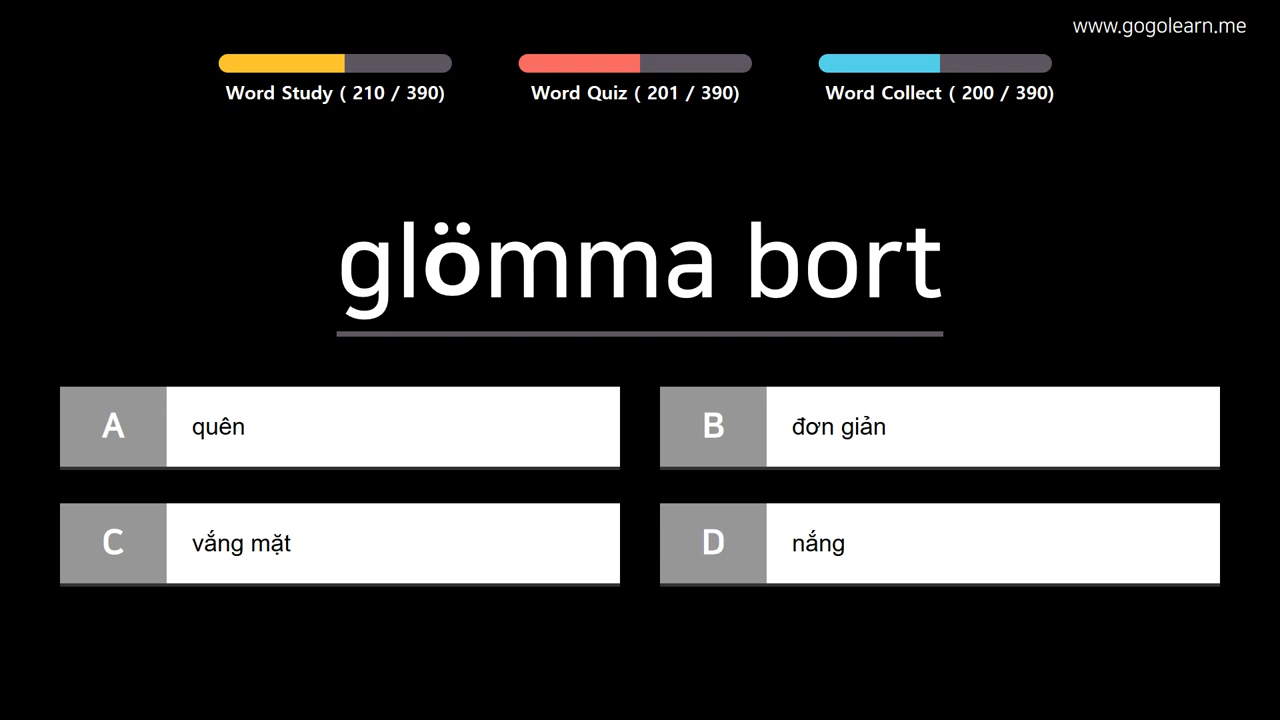 www.gogolearn.me
Word Study ( 210 / 390)
Word Quiz ( 201 / 390)
Word Collect ( 200 / 390)
glömma bort
A quên
B đơn giản
C vắng mặt
D nắng